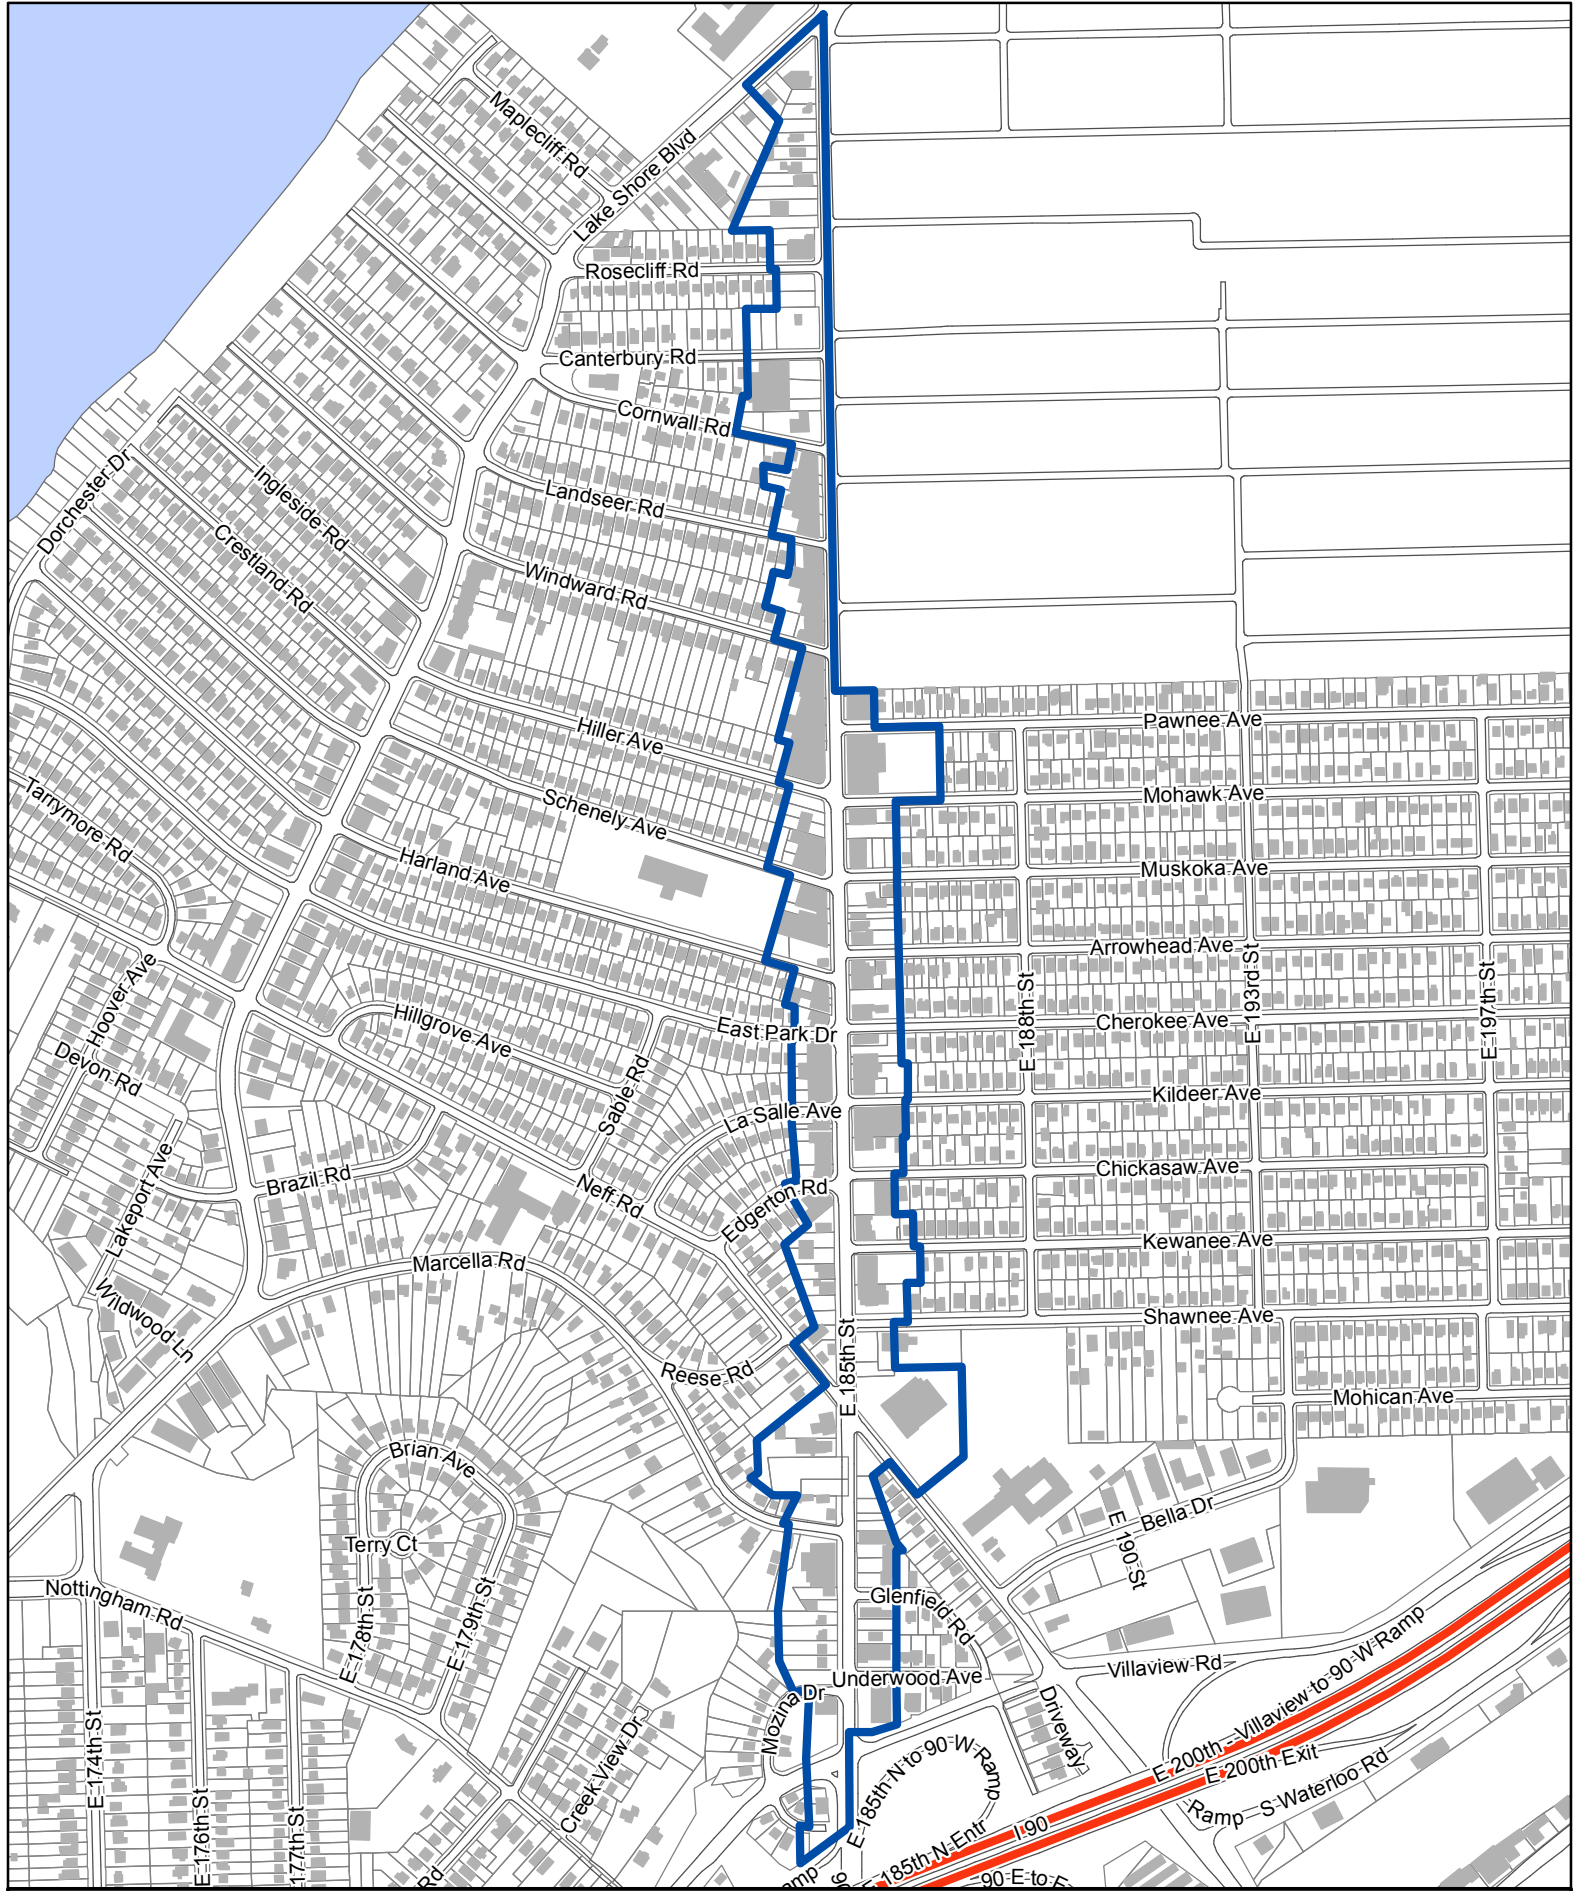 Maplecliff Rd
Lake Shore Blvd
Rosecliff Rd
Canterbury Rd
Cornwall Rd
Dorchester Dr
Ingleside Rd
Landseer Rd
Crestland Rd
Windward Rd
Pawnee Ave
Hiller Ave
Mohawk Ave
Tarrymore Rd
Schenely Ave
Harland Ave
Muskoka Ave
Arrowhead Ave
Hoover Ave
E 188th St
E 193rd St
E 197th St
Hillgrove Ave
East Park Dr
Cherokee Ave
Devon Rd
Sable Rd
Kildeer Ave
La Salle Ave
Lakeport Ave
Brazil Rd
Neff Rd
Edgerton Rd
Chickasaw Ave
Marcella Rd
Kewanee Ave
Wildwood Ln
Shawnee Ave
E 185th St
Reese Rd
Mohican Ave
Brian Ave
Bella Dr
E 190 St
Terry Ct
Nottingham Rd
E 178th St
E 179th St
Glenfield Rd
Underwood Ave
Villaview Rd
Mozina Dr
Driveway
E 174th St
E 176th St
177th St
Creek View Dr
E 185th N to 90 W Ramp
E 200th - Villaview to 90 W Ramp
E 200th Exit
Ramp
S Waterloo Rd
I 90
185th N Entr
Rd
90
90 E to E